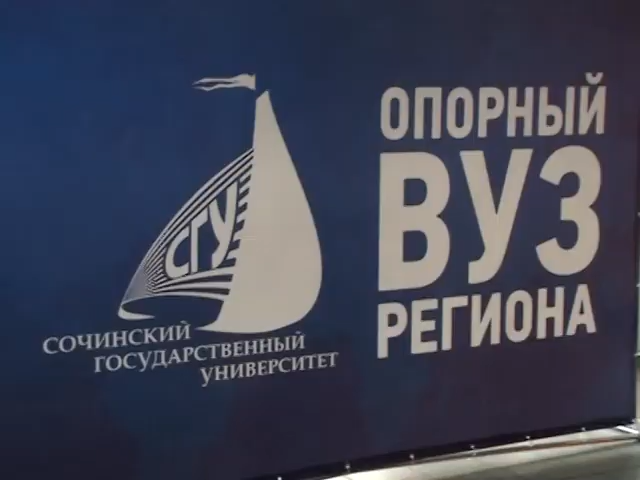 СГУ
СОЧИНСКИЙ
ГОСУДАРСТВЕННЫЙ
УНИВЕРСИТЕТ
ОПОРНЫЙ
ВУЗ
РЕГИОНА